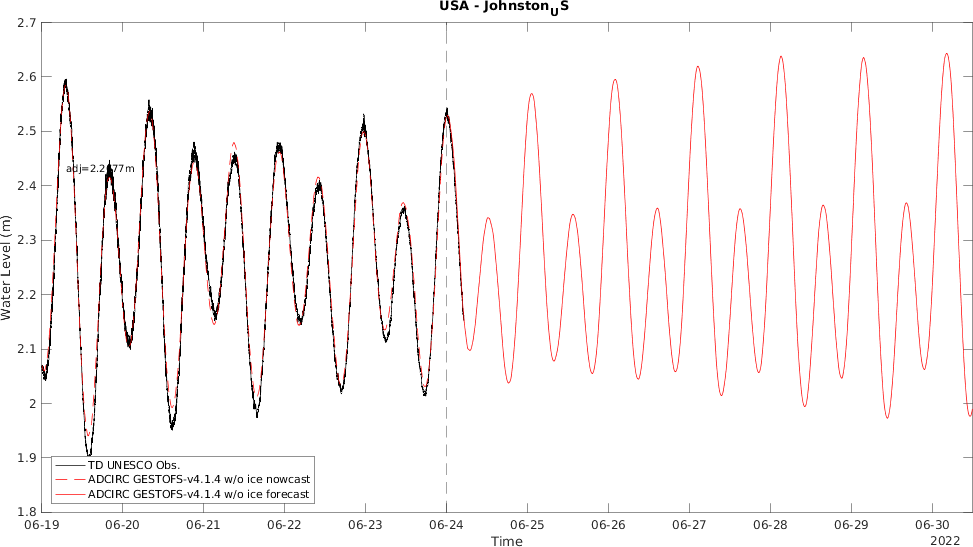 USA - Johnston_US
2.7
2.6
2.5
2.4
2.3
2.2
2.1
2
1.9
1.8
Water Level (m)
TD UNESCO Obs.
ADCIRC GESTOFS-v4.1.4 w/o ice nowcast
ADCIRC GESTOFS-v4.1.4 w/o ice forecast
06-19 06-20 06-21 06-22 06-23 06-24 06-25 06-26 06-27 06-28 06-29 06-30
Time
2022